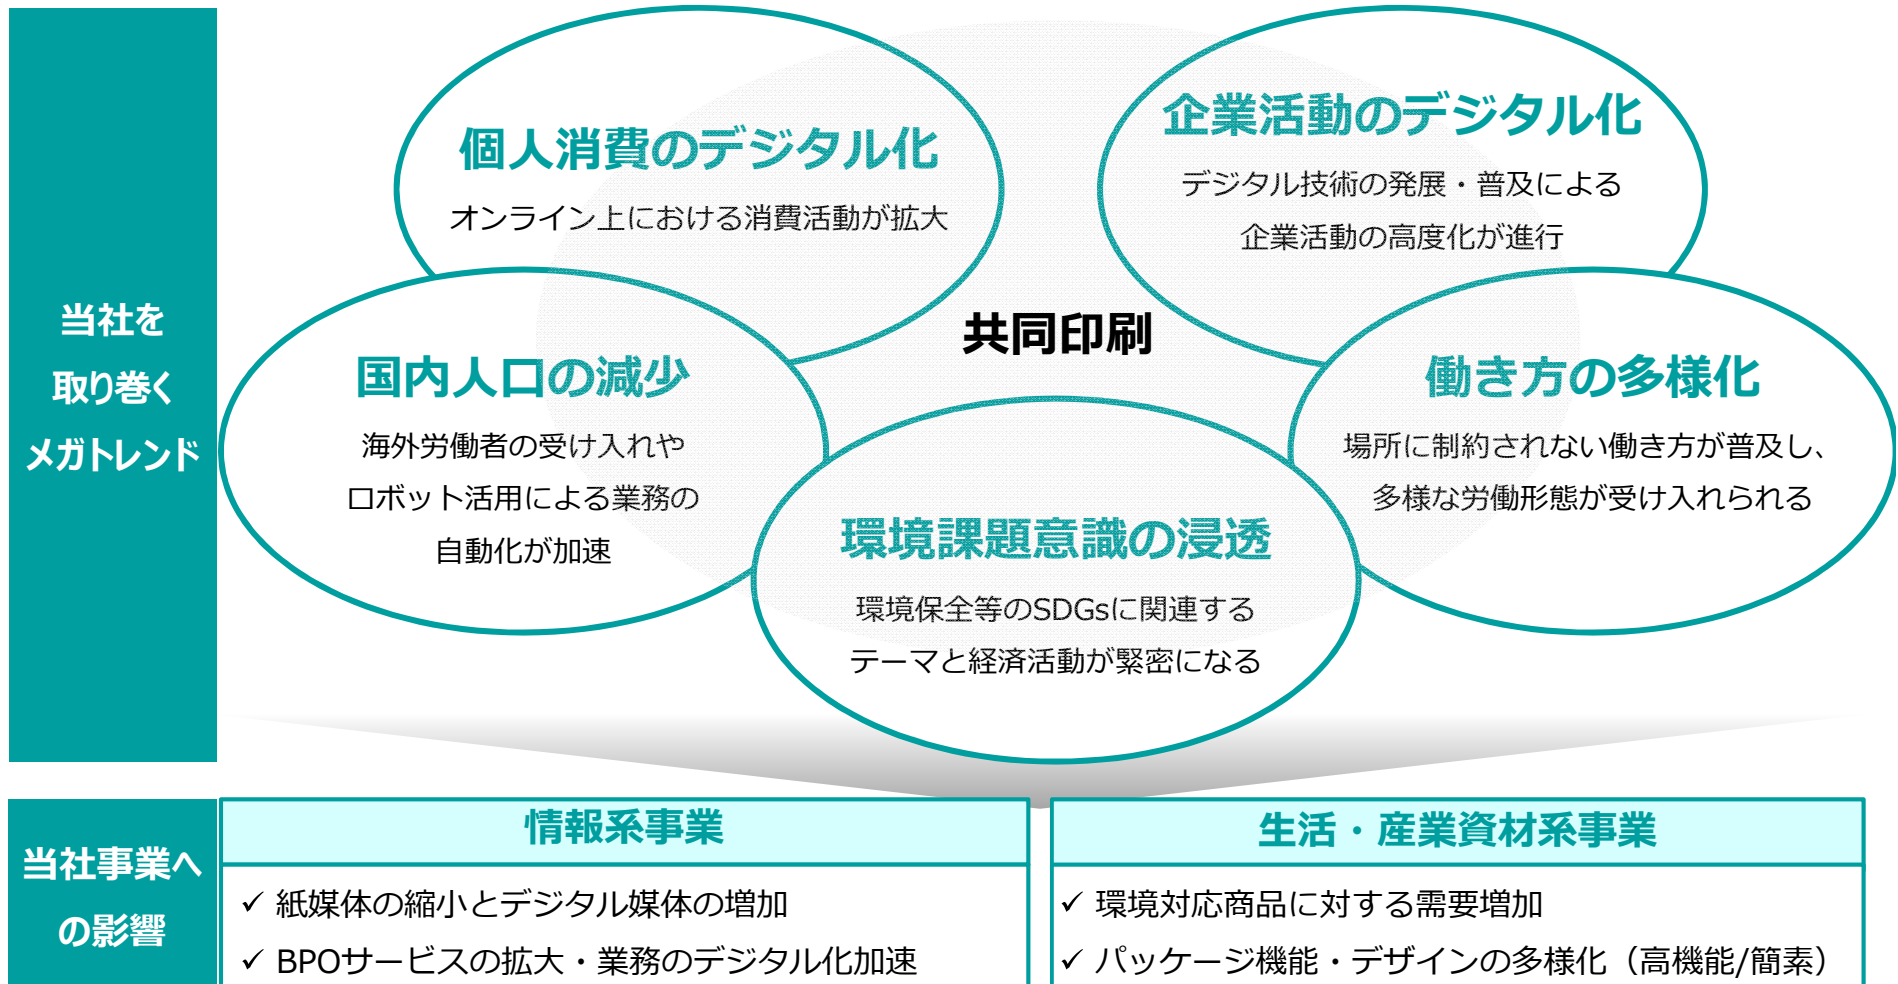 当社を
取り巻く
メガトレンド
個人消費のデジタル化
オンライン上における消費活動が拡大
企業活動のデジタル化
デジタル技術の発展・普及による
企業活動の高度化が進行
共同印刷
国内人口の減少
海外労働者の受け入れや
ロボット活用による業務の
自動化が加速
働き方の多様化
場所に制約されない働き方が普及し、
多様な労働形態が受け入れられる
環境課題意識の浸透
環境保全等のSDGsに関連する
テーマと経済活動が緊密になる
当社事業へ
の影響
情報系事業
✓ 紙媒体の縮小とデジタル媒体の増加
✓ BPOサービスの拡大・業務のデジタル化加速
生活・産業資材系事業
✓ 環境対応商品に対する需要増加
✓ パッケージ機能・デザインの多様化（高機能/簡素）